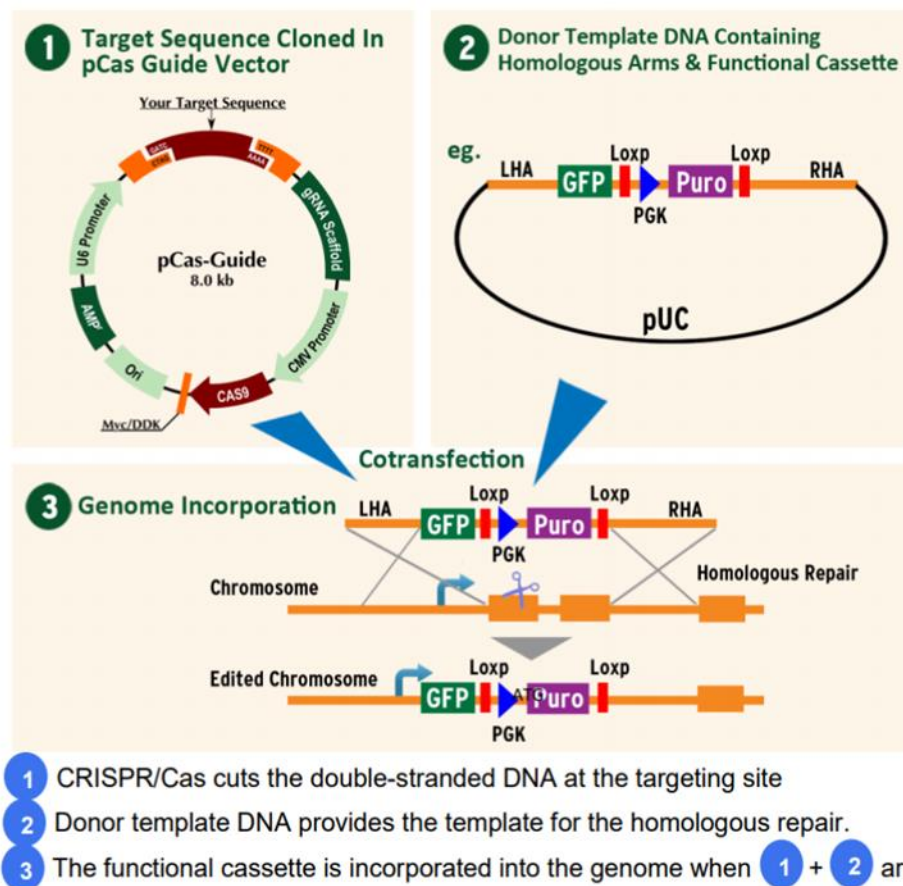 1 Target Sequence Cloned In
pCas Guide Vector
Your Target Sequence
GATC
CTAG
TTTT
AAAA
gRNA Scaffold
CMV Promoter
CAS9
Myc/DDK
Ori
AMPr
U6 Promoter
pCas-Guide
8.0 kb
2 Donor Template DNA Containing
Homologous Arms & Functional Cassette
eg.
LHA Loxp Loxp RHA
GFP Puro
PGK
pUC
Cotransfection
3 Genome Incorporation
LHA Loxp Loxp RHA
GFP Puro
PGK
Chromosome
Homologous Repair
Edited Chromosome
Loxp Loxp
GFP ATG Puro
PGK
1 CRISPR/Cas cuts the double-stranded DNA at the targeting site
2 Donor template DNA provides the template for the homologous repair.
3 The functional cassette is incorporated into the genome when 1 + 2